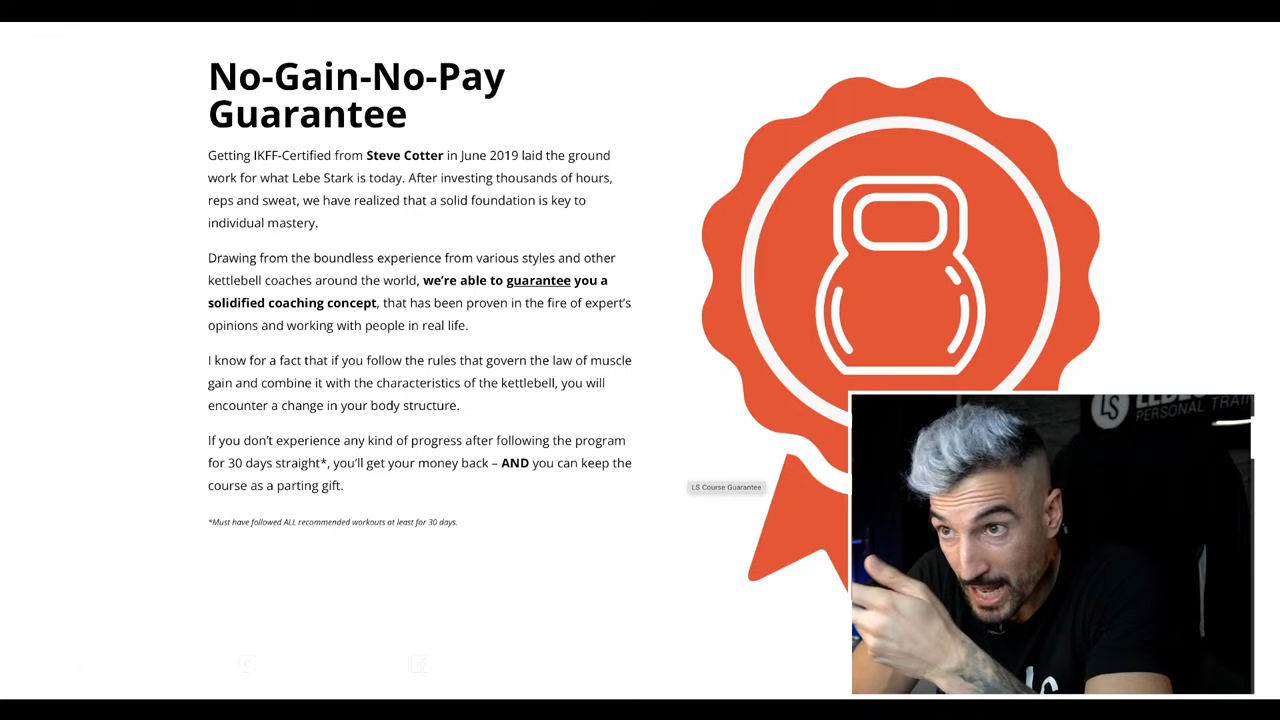 No-Gain-No-Pay
Guarantee
Getting IKFF-Certified from Steve Cotter in June 2019 laid the ground
work for what Lebe Stark is today. After investing thousands of hours,
reps and sweat, we have realized that a solid foundation is key to
individual mastery.
Drawing from the boundless experience from various styles and other
kettlebell coaches around the world, we’re able to guarantee you a
solidified coaching concept, that has been proven in the fire of expert’s
opinions and working with people in real life.
I know for a fact that if you follow the rules that govern the law of muscle
gain and combine it with the characteristics of the kettlebell, you will
encounter a change in your body structure.
If you don’t experience any kind of progress after following the program
for 30 days straight*, you’ll get your money back – AND you can keep the
course as a parting gift.
*Must have followed ALL recommended workouts at least for 30 days.
LS Course Guarantee
LS
PERSONAL